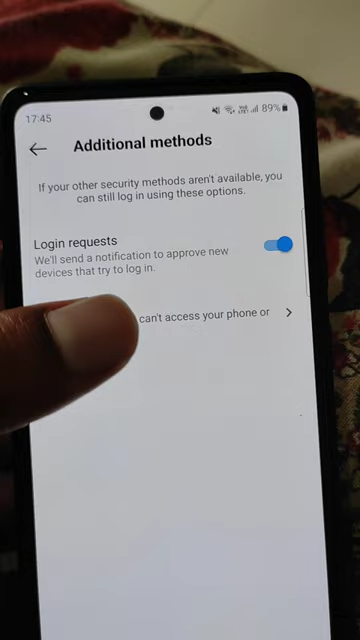 17:45
89%
Additional methods
If your other security methods aren't available, you
can still log in using these options.
Login requests
We'll send a notification to approve new
devices that try to log in.
can't access your phone or